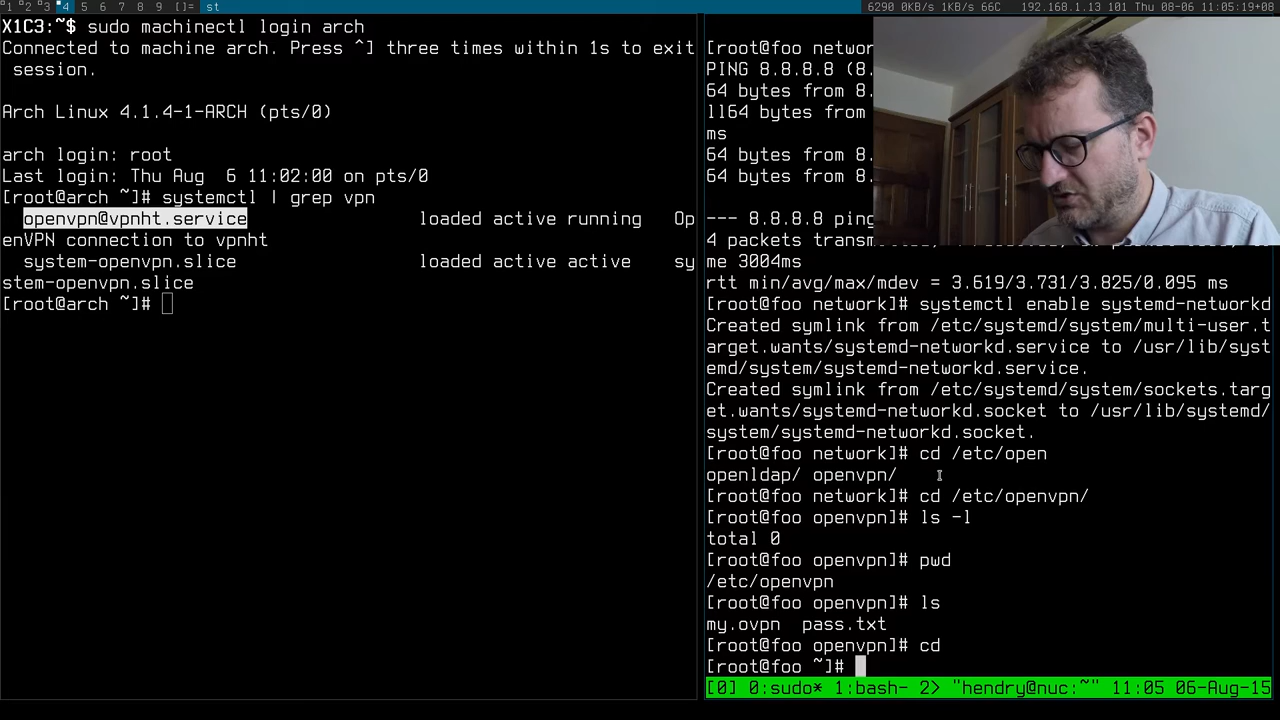 1 2 3 4 5 6 7 8 9 st 6290 0KB/s 1KB/s 66C 192.168.1.13 101 Thu 08-06 11:05:19+08
X1C3:~$ sudo machinectl login arch
Connected to machine arch. Press ^] three times within 1s to exit
session.
Arch Linux 4.1.4-1-ARCH (pts/0)
arch login: root
Last login: Thu Aug  6 11:02:00 on pts/0
[root@arch ~]# systemctl | grep vpn
openvpn@vpnht.service loaded active running Op
enVPN connection to vpnht
system-openvpn.slice loaded active active sy
stem-openvpn.slice
[root@arch ~]#
[root@foo network]#
PING 8.8.8.8 (8.
64 bytes from 8.
1164 bytes from
ms
64 bytes from 8.
64 bytes from 8.
--- 8.8.8.8 ping
4 packets
me 3004ms
rtt min/avg/max/mdev = 3.619/3.731/3.825/0.095 ms
[root@foo network]# systemctl enable systemd-networkd
Created symlink from /etc/systemd/system/multi-user.t
arget.wants/systemd-networkd.service to /usr/lib/syst
emd/system/systemd-networkd.service.
Created symlink from /etc/systemd/system/sockets.targ
et.wants/systemd-networkd.socket to /usr/lib/systemd/
system/systemd-networkd.socket.
[root@foo network]# cd /etc/open
openldap/ openvpn/
[root@foo network]# cd /etc/openvpn/
[root@foo openvpn]# ls -l
total 0
[root@foo openvpn]# pwd
/etc/openvpn
[root@foo openvpn]# ls
my.ovpn  pass.txt
[root@foo openvpn]# cd
[root@foo ~]#
[0] 0:sudo* 1:bash- 2> "hendry@nuc:~" 11:05 06-Aug-15